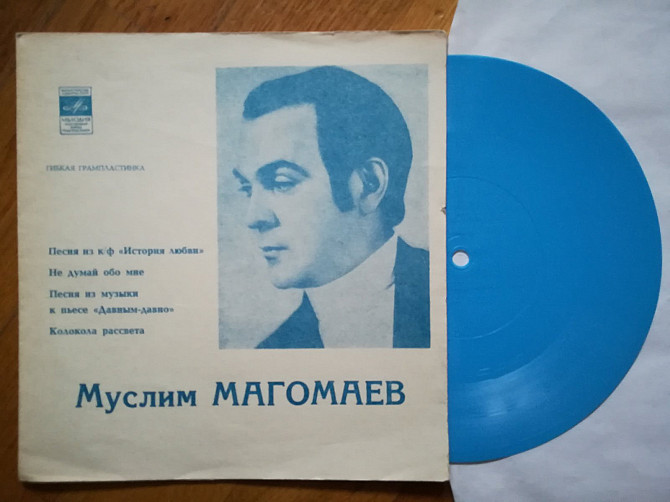 МЕЛОДИЯ
ГИБКАЯ ГРАМПЛАСТИНКА
Песня из к/ф «История любви»
Не думай обо мне
Песня из музыки
к пьесе «Давным-давно»
Колокола рассвета
Муслим МАГОМАЕВ